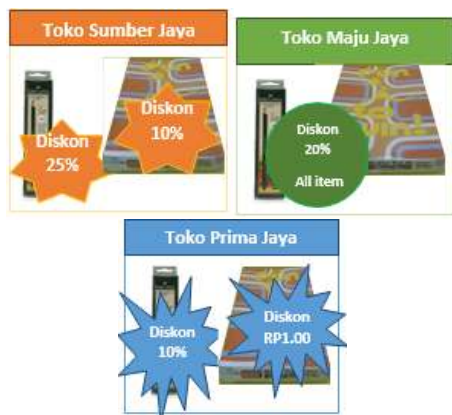 Toko Sumber Jaya
Diskon
25%
Diskon
10%
Toko Maju Jaya
Diskon
20%
All item
Toko Prima Jaya
Diskon
10%
Diskon
RP1.00